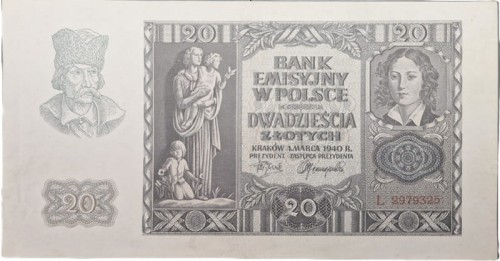 20 20
BANK
EMISYJNY
W POLSCE
DWADZIEŚCIA
ZŁOTYCH
KRAKÓW 1. MARCA 1940 R.
PREZYDENT ZASTĘPCA PREZYDENTA
20 20
L 2979325